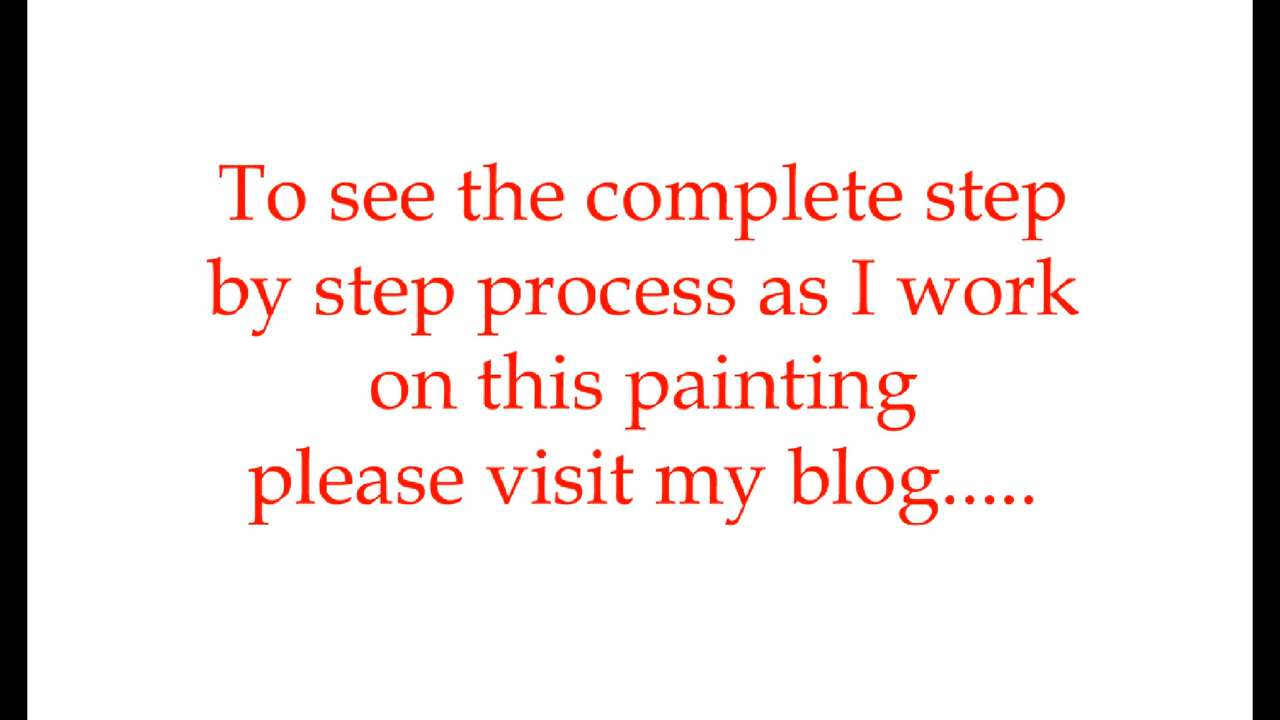 To see the complete step
by step process as I work
on this painting
please visit my blog.....